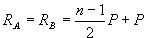 R_A = R_B = \frac{n-1}{2}P + P